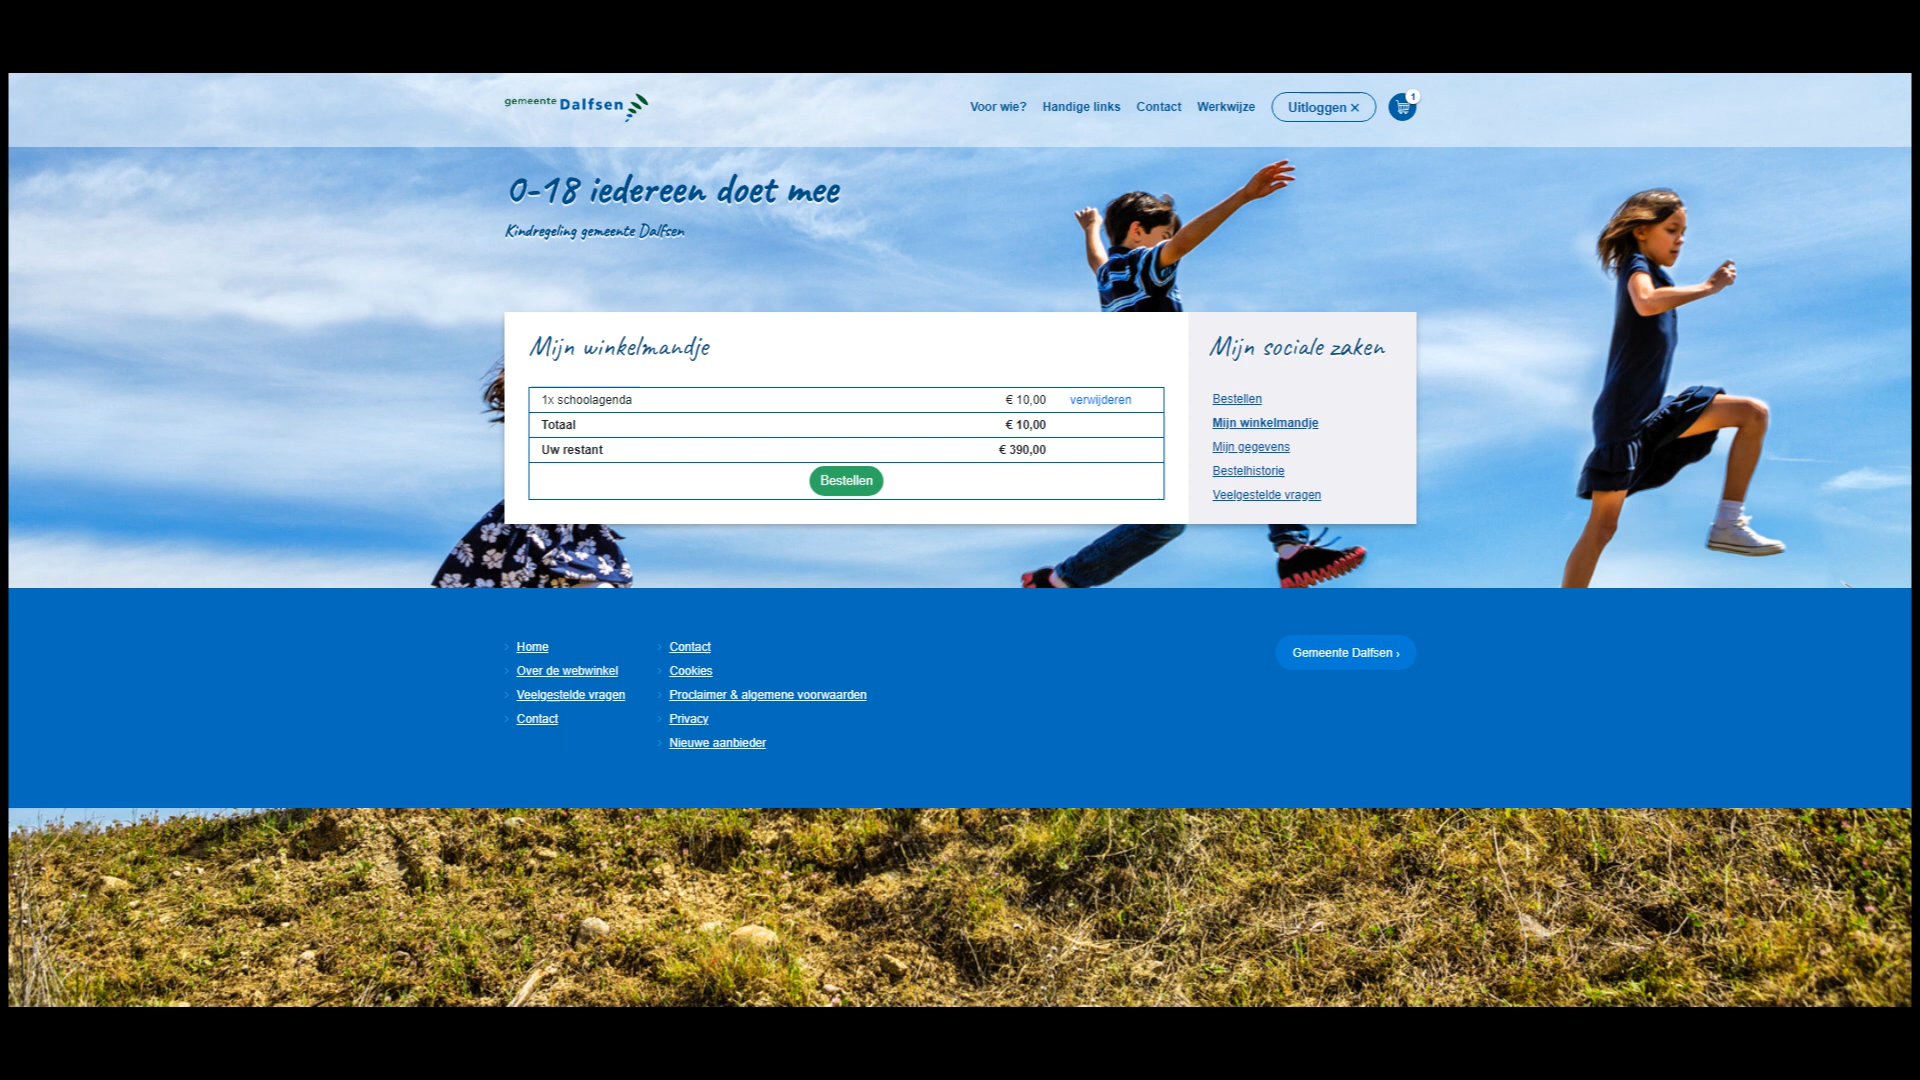 gemeente Dalfsen
Voor wie? Handige links Contact Werkwijze Uitloggen × 1
0-18 iedereen doet mee
Kindregeling gemeente Dalfsen
Mijn winkelmandje
1x schoolagenda € 10,00 verwijderen
Totaal € 10,00
Uw restant € 390,00
Bestellen
Mijn sociale zaken
Bestellen
Mijn winkelmandje
Mijn gegevens
Bestelhistorie
Veelgestelde vragen
Home
Over de webwinkel
Veelgestelde vragen
Contact
Contact
Cookies
Proclaimer & algemene voorwaarden
Privacy
Nieuwe aanbieder
Gemeente Dalfsen ›